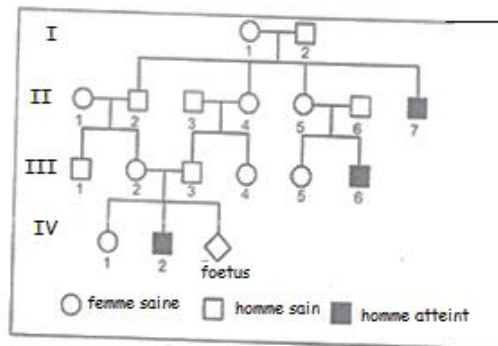 I
1 2
II
1 2 3 4 5 6 7
III
1 2 3 4 5 6
IV
1 2 foetus
femme saine homme sain homme atteint